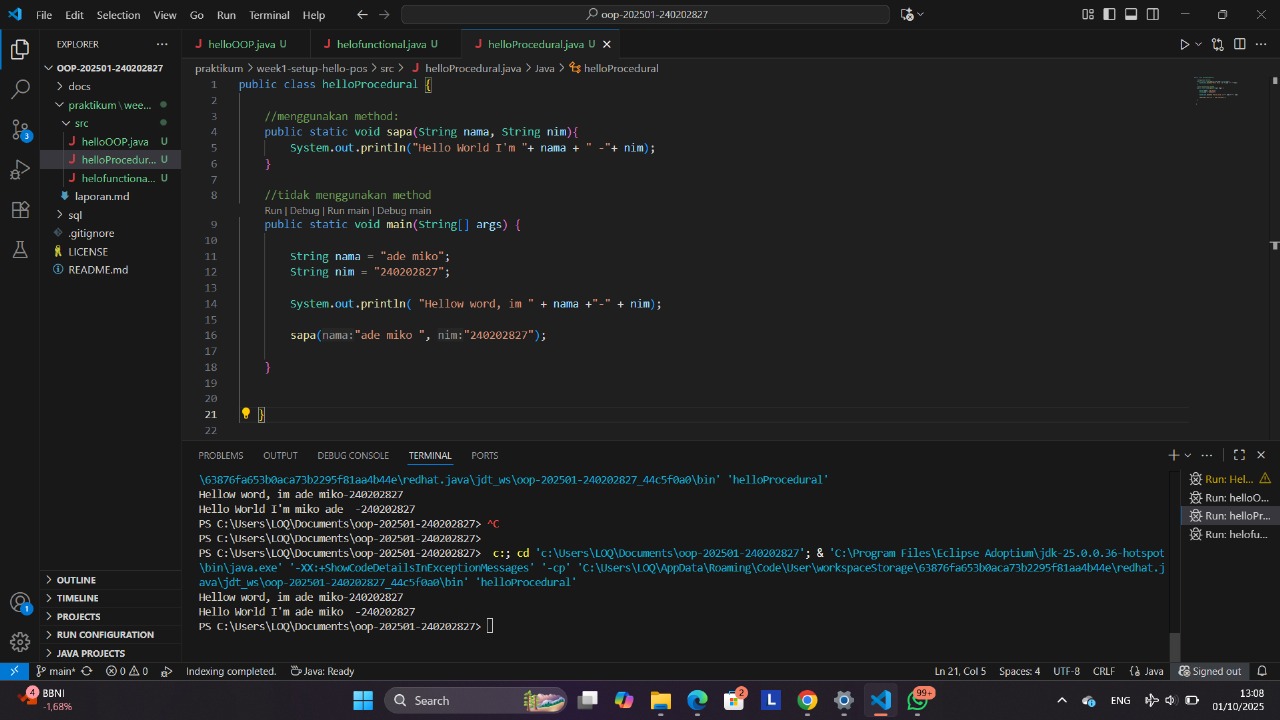 File Edit Selection View Go Run Terminal Help
oop-202501-240202827
EXPLORER
OOP-202501-240202827
docs
praktikum \ wee...
src
helloOOP.java U
helloProcedur... U
helofunctiona... U
laporan.md
sql
.gitignore
LICENSE
README.md
OUTLINE
TIMELINE
PROJECTS
RUN CONFIGURATION
JAVA PROJECTS
helloOOP.java U helofunctional.java U helloProcedural.java U
praktikum > week1-setup-hello-pos > src > helloProcedural.java > Java > helloProcedural
1 public class helloProcedural {
2
3 //menggunakan method:
4 public static void sapa(String nama, String nim){
5 System.out.println("Hello World I'm "+ nama + " -"+ nim);
6 }
7
8 //tidak menggunakan method
Run | Debug | Run main | Debug main
9 public static void main(String[] args) {
10
11 String nama = "ade miko";
12 String nim = "240202827";
13
14 System.out.println( "Hellow word, im " + nama +"-" + nim);
15
16 sapa(nama:"ade miko ", nim:"240202827");
17
18 }
19
20
21 }
22
PROBLEMS OUTPUT DEBUG CONSOLE TERMINAL PORTS
\63876fa653b0aca73b2295f81aa4b44e\redhat.java\jdt_ws\oop-202501-240202827_44c5f0a0\bin' 'helloProcedural'
Hellow word, im ade miko-240202827
Hello World I'm miko ade  -240202827
PS C:\Users\LOQ\Documents\oop-202501-240202827> ^C
PS C:\Users\LOQ\Documents\oop-202501-240202827>
PS C:\Users\LOQ\Documents\oop-202501-240202827>  c:; cd 'c:\Users\LOQ\Documents\oop-202501-240202827'; & 'C:\Program Files\Eclipse Adoptium\jdk-25.0.0.36-hotspot
\bin\java.exe' '-XX:+ShowCodeDetailsInExceptionMessages' '-cp' 'C:\Users\LOQ\AppData\Roaming\Code\User\workspaceStorage\63876fa653b0aca73b2295f81aa4b44e\redhat.j
ava\jdt_ws\oop-202501-240202827_44c5f0a0\bin' 'helloProcedural'
Hellow word, im ade miko-240202827
Hello World I'm ade miko  -240202827
PS C:\Users\LOQ\Documents\oop-202501-240202827>
Run: Hel...
Run: helloO...
Run: helloPr...
Run: helofu...
main* 0 0 Indexing completed. Java: Ready Ln 21, Col 5 Spaces: 4 UTF-8 CRLF {} Java Signed out
4 BBNI
-1,68%
Search
2
99+
ENG
13:08
01/10/2025
3
1